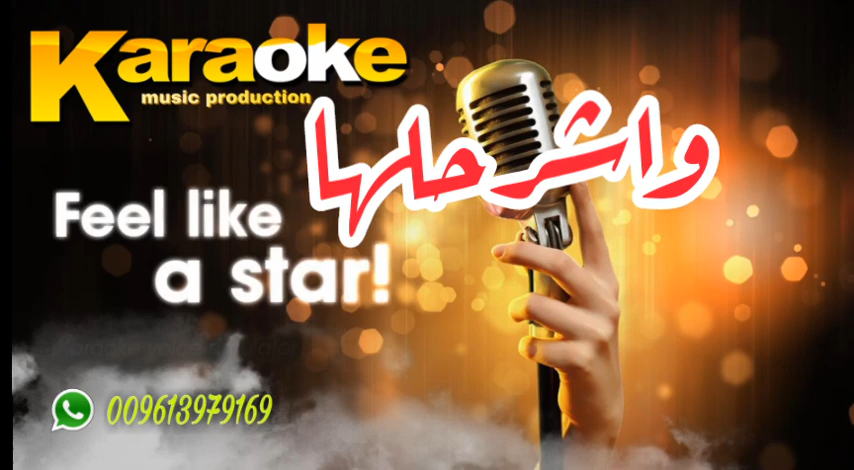 Karaoke
music production
واشرحلها
Feel like
a star!
009613979169